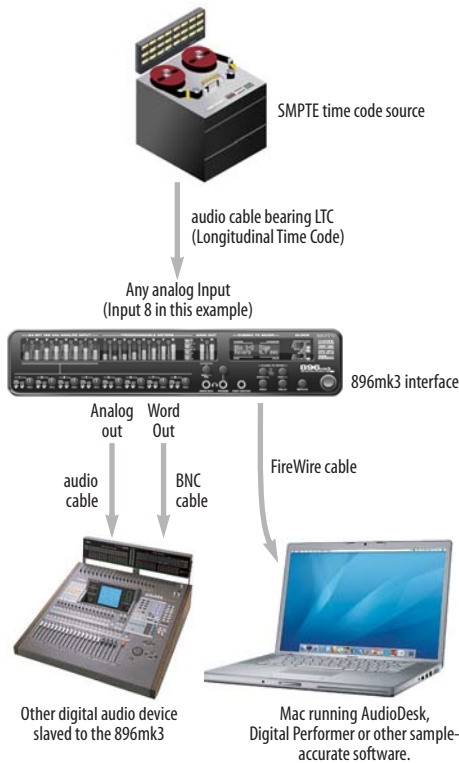 SMPTE time code source
audio cable bearing LTC
(Longitudinal Time Code)
Any analog Input
(Input 8 in this example)
896mk3
896mk3 interface
Analog
out
Word
Out
audio
cable
BNC
cable
FireWire cable
Other digital audio device
slaved to the 896mk3
Mac running AudioDesk,
Digital Performer or other sample-
accurate software.